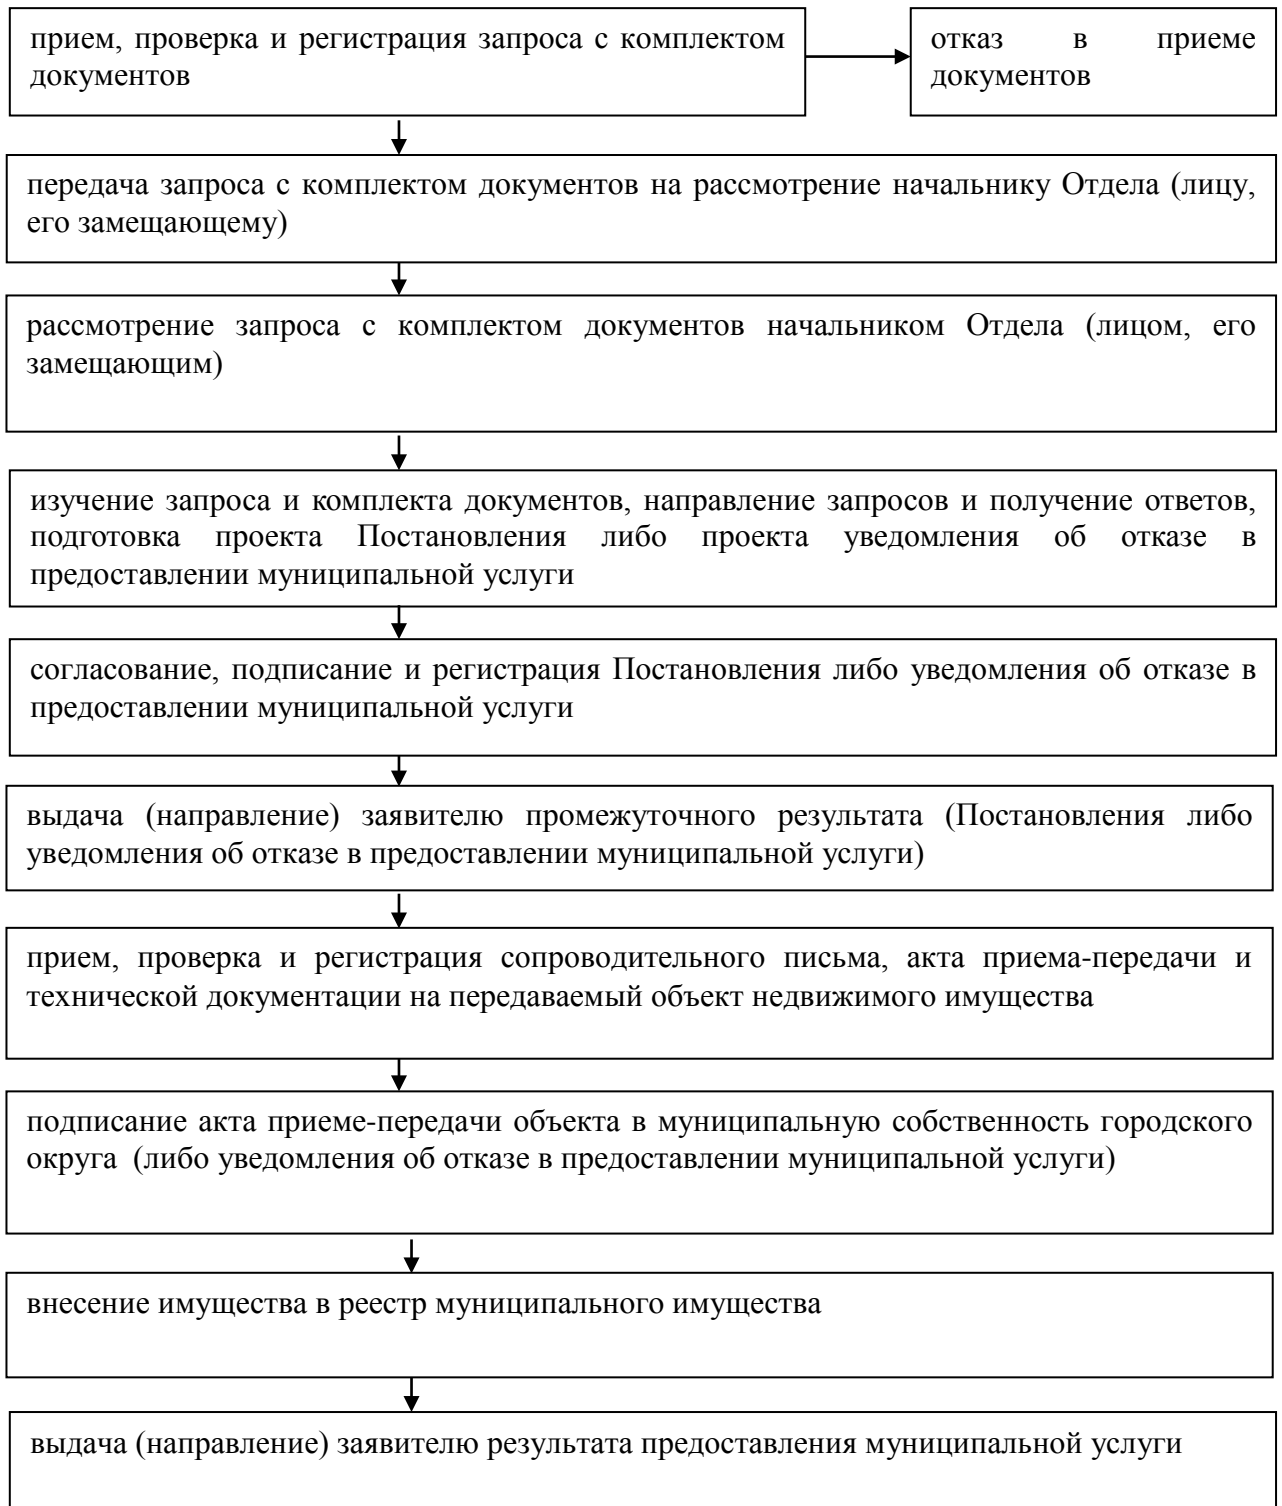 прием, проверка и регистрация запроса с комплектом
документов
отказ в приеме
документов
передача запроса с комплектом документов на рассмотрение начальнику Отдела (лицу,
его замещающему)
рассмотрение запроса с комплектом документов начальником Отдела (лицом, его
замещающим)
изучение запроса и комплекта документов, направление запросов и получение ответов,
подготовка проекта Постановления либо проекта уведомления об отказе в
предоставлении муниципальной услуги
согласование, подписание и регистрация Постановления либо уведомления об отказе в
предоставлении муниципальной услуги
выдача (направление) заявителю промежуточного результата (Постановления либо
уведомления об отказе в предоставлении муниципальной услуги)
прием, проверка и регистрация сопроводительного письма, акта приема-передачи и
технической документации на передаваемый объект недвижимого имущества
подписание акта приеме-передачи объекта в муниципальную собственность городского
округа (либо уведомления об отказе в предоставлении муниципальной услуги)
внесение имущества в реестр муниципального имущества
выдача (направление) заявителю результата предоставления муниципальной услуги